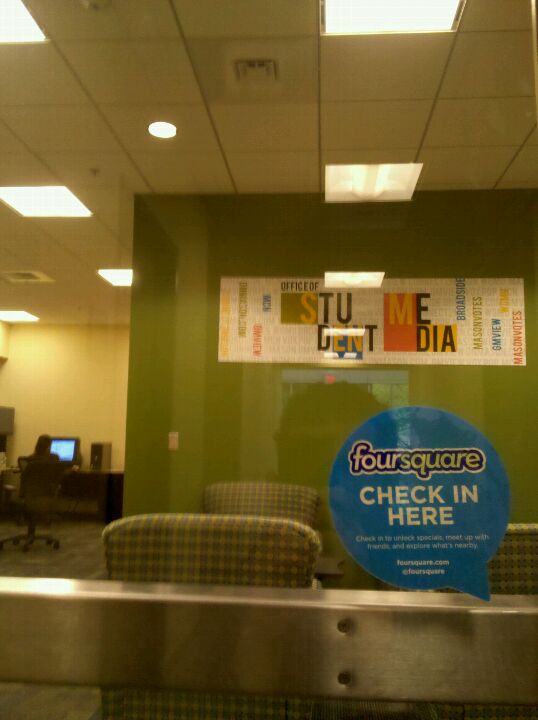 OFFICE OF
STU ME
DENT DIA
BROADSIDE
MASONVOTES
GMVIEW
MASONVOTES
GMVIEW
foursquare
CHECK IN
HERE
Check in to unlock specials, meet up with
friends, and explore what's nearby.
foursquare.com
@foursquare